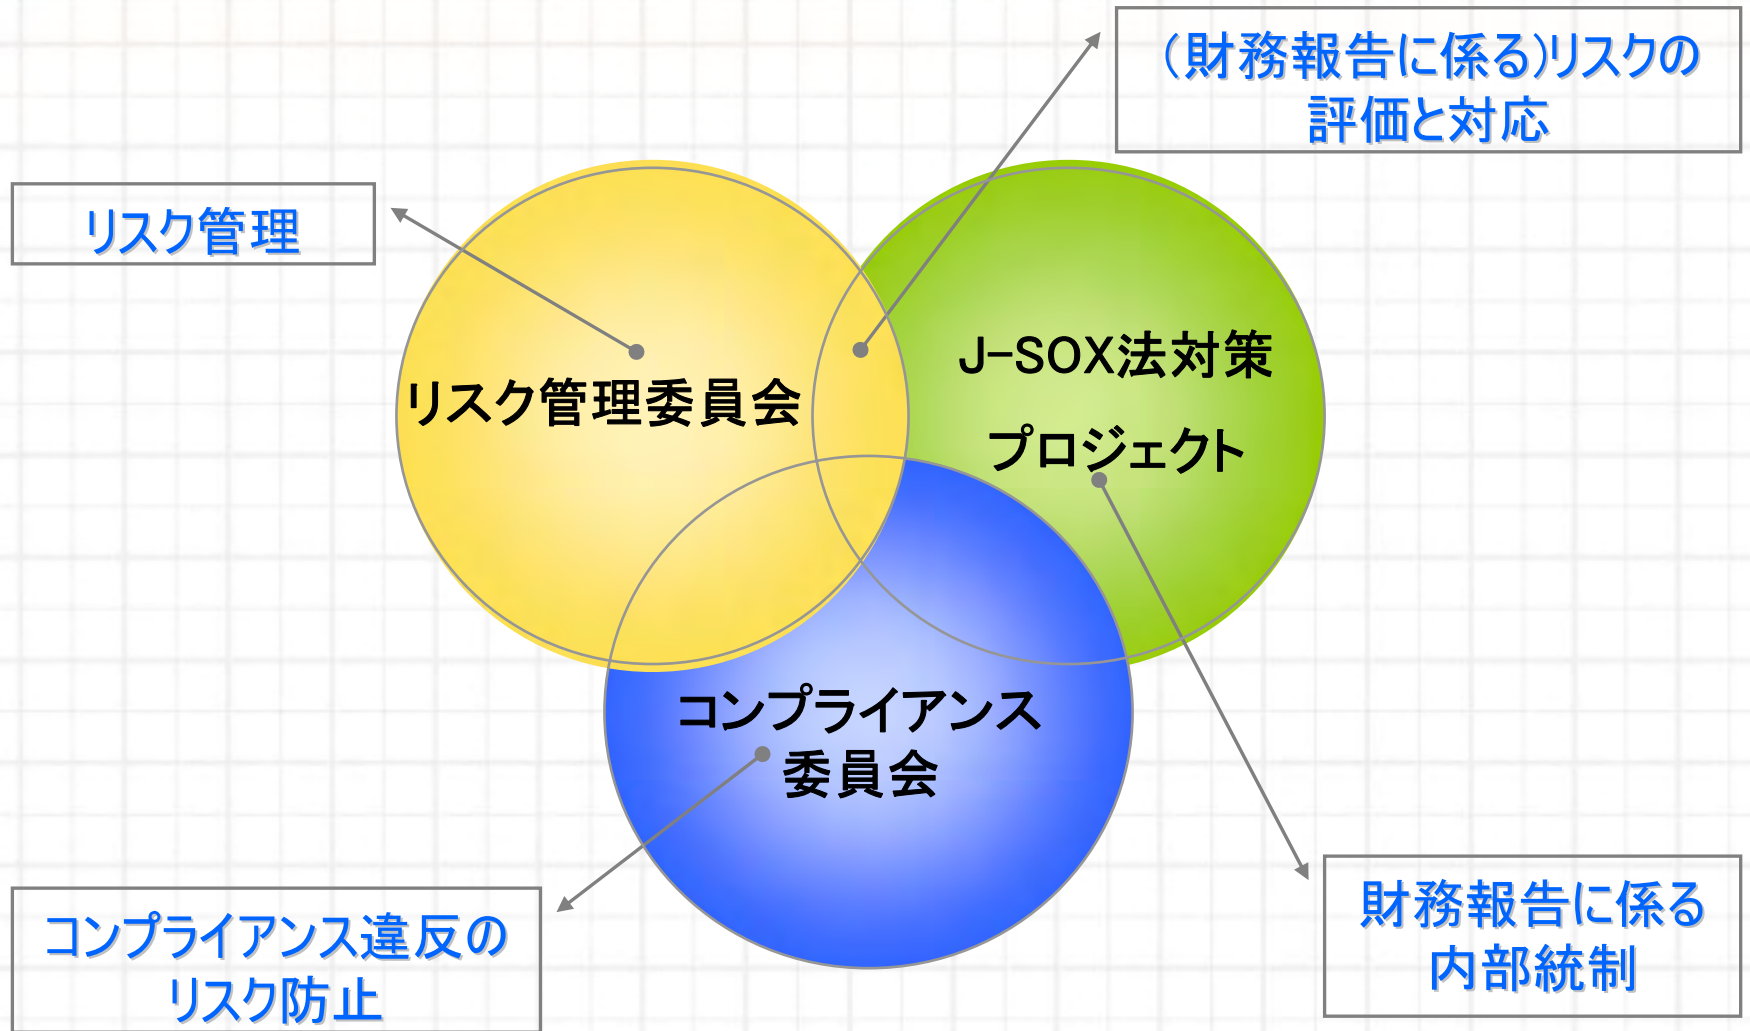 (財務報告に係る)リスクの
評価と対応
リスク管理
J-SOX法対策
プロジェクト
リスク管理委員会
コンプライアンス
委員会
財務報告に係る
内部統制
コンプライアンス違反の
リスク防止